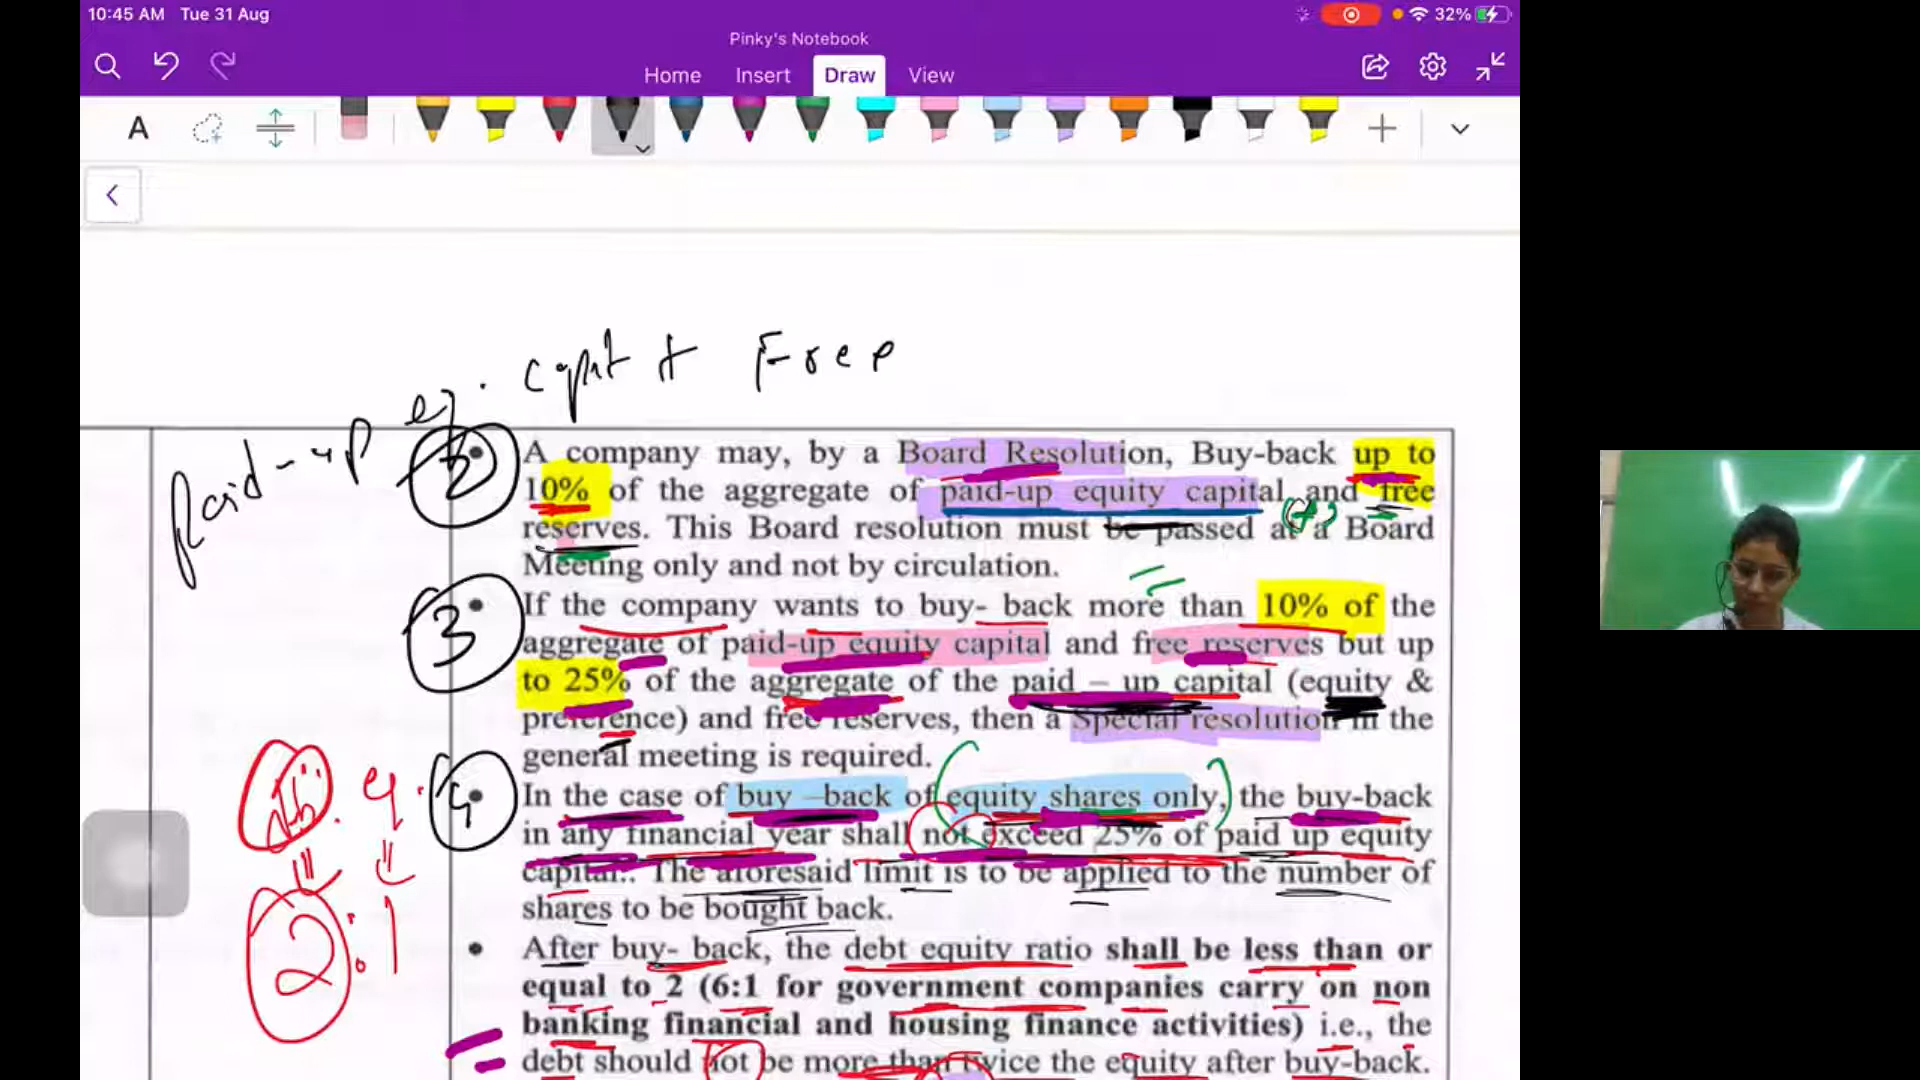 10:45 AM Tue 31 Aug
32%
Pinky's Notebook
Home Insert Draw View
A
capt + Free
paid-up eq.
2
A company may, by a Board Resolution, Buy-back up to
10% of the aggregate of paid-up equity capital and free
(+)
reserves. This Board resolution must be passed at a Board
Meeting only and not by circulation.
3
If the company wants to buy- back more than 10% of the
aggregate of paid-up equity capital and free reserves but up
to 25% of the aggregate of the paid – up capital (equity &
preference) and free reserves, then a Special resolution in the
general meeting is required.
4
In the case of buy –back of equity shares only, the buy-back
in any financial year shall not exceed 25% of paid up equity
capital.. The aforesaid limit is to be applied to the number of
shares to be bought back.
eq.
2:1
After buy- back, the debt equity ratio shall be less than or
equal to 2 (6:1 for government companies carry on non
banking financial and housing finance activities) i.e., the
debt should not be more than twice the equity after buy-back.